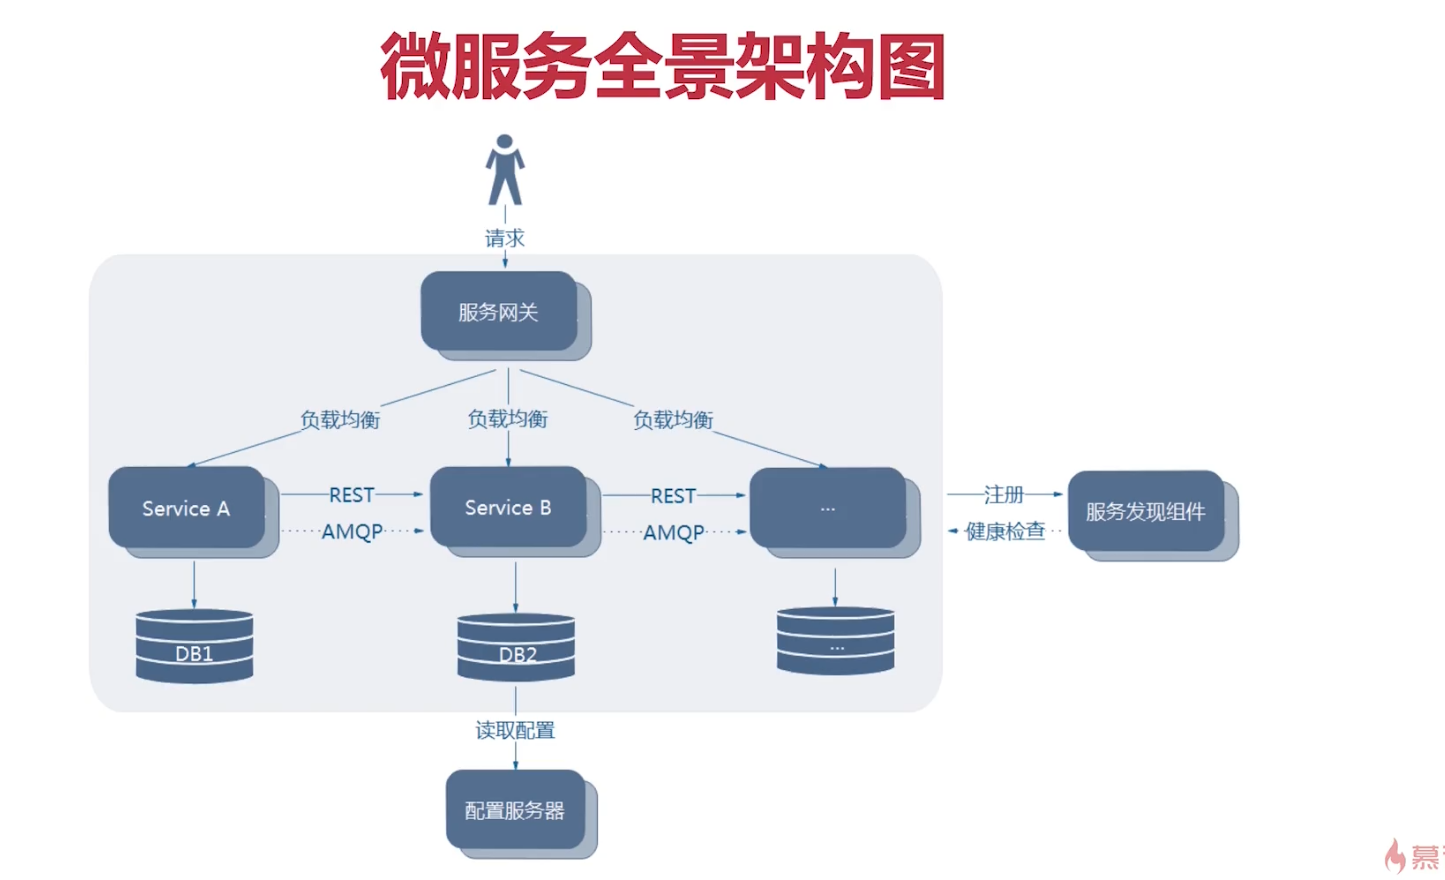 微服务全景架构图
请求
服务网关
负载均衡 负载均衡 负载均衡
Service A REST AMQP Service B REST AMQP ... 注册 健康检查 服务发现组件
DB1 DB2 ...
读取配置
配置服务器
慕